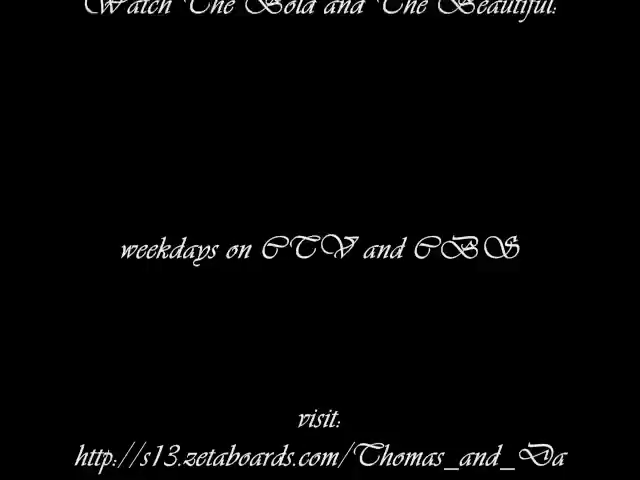 Watch The Bold and The Beautiful:
weekdays on CTV and CBS
visit:
http://s13.zetaboards.com/Thomas_and_Da